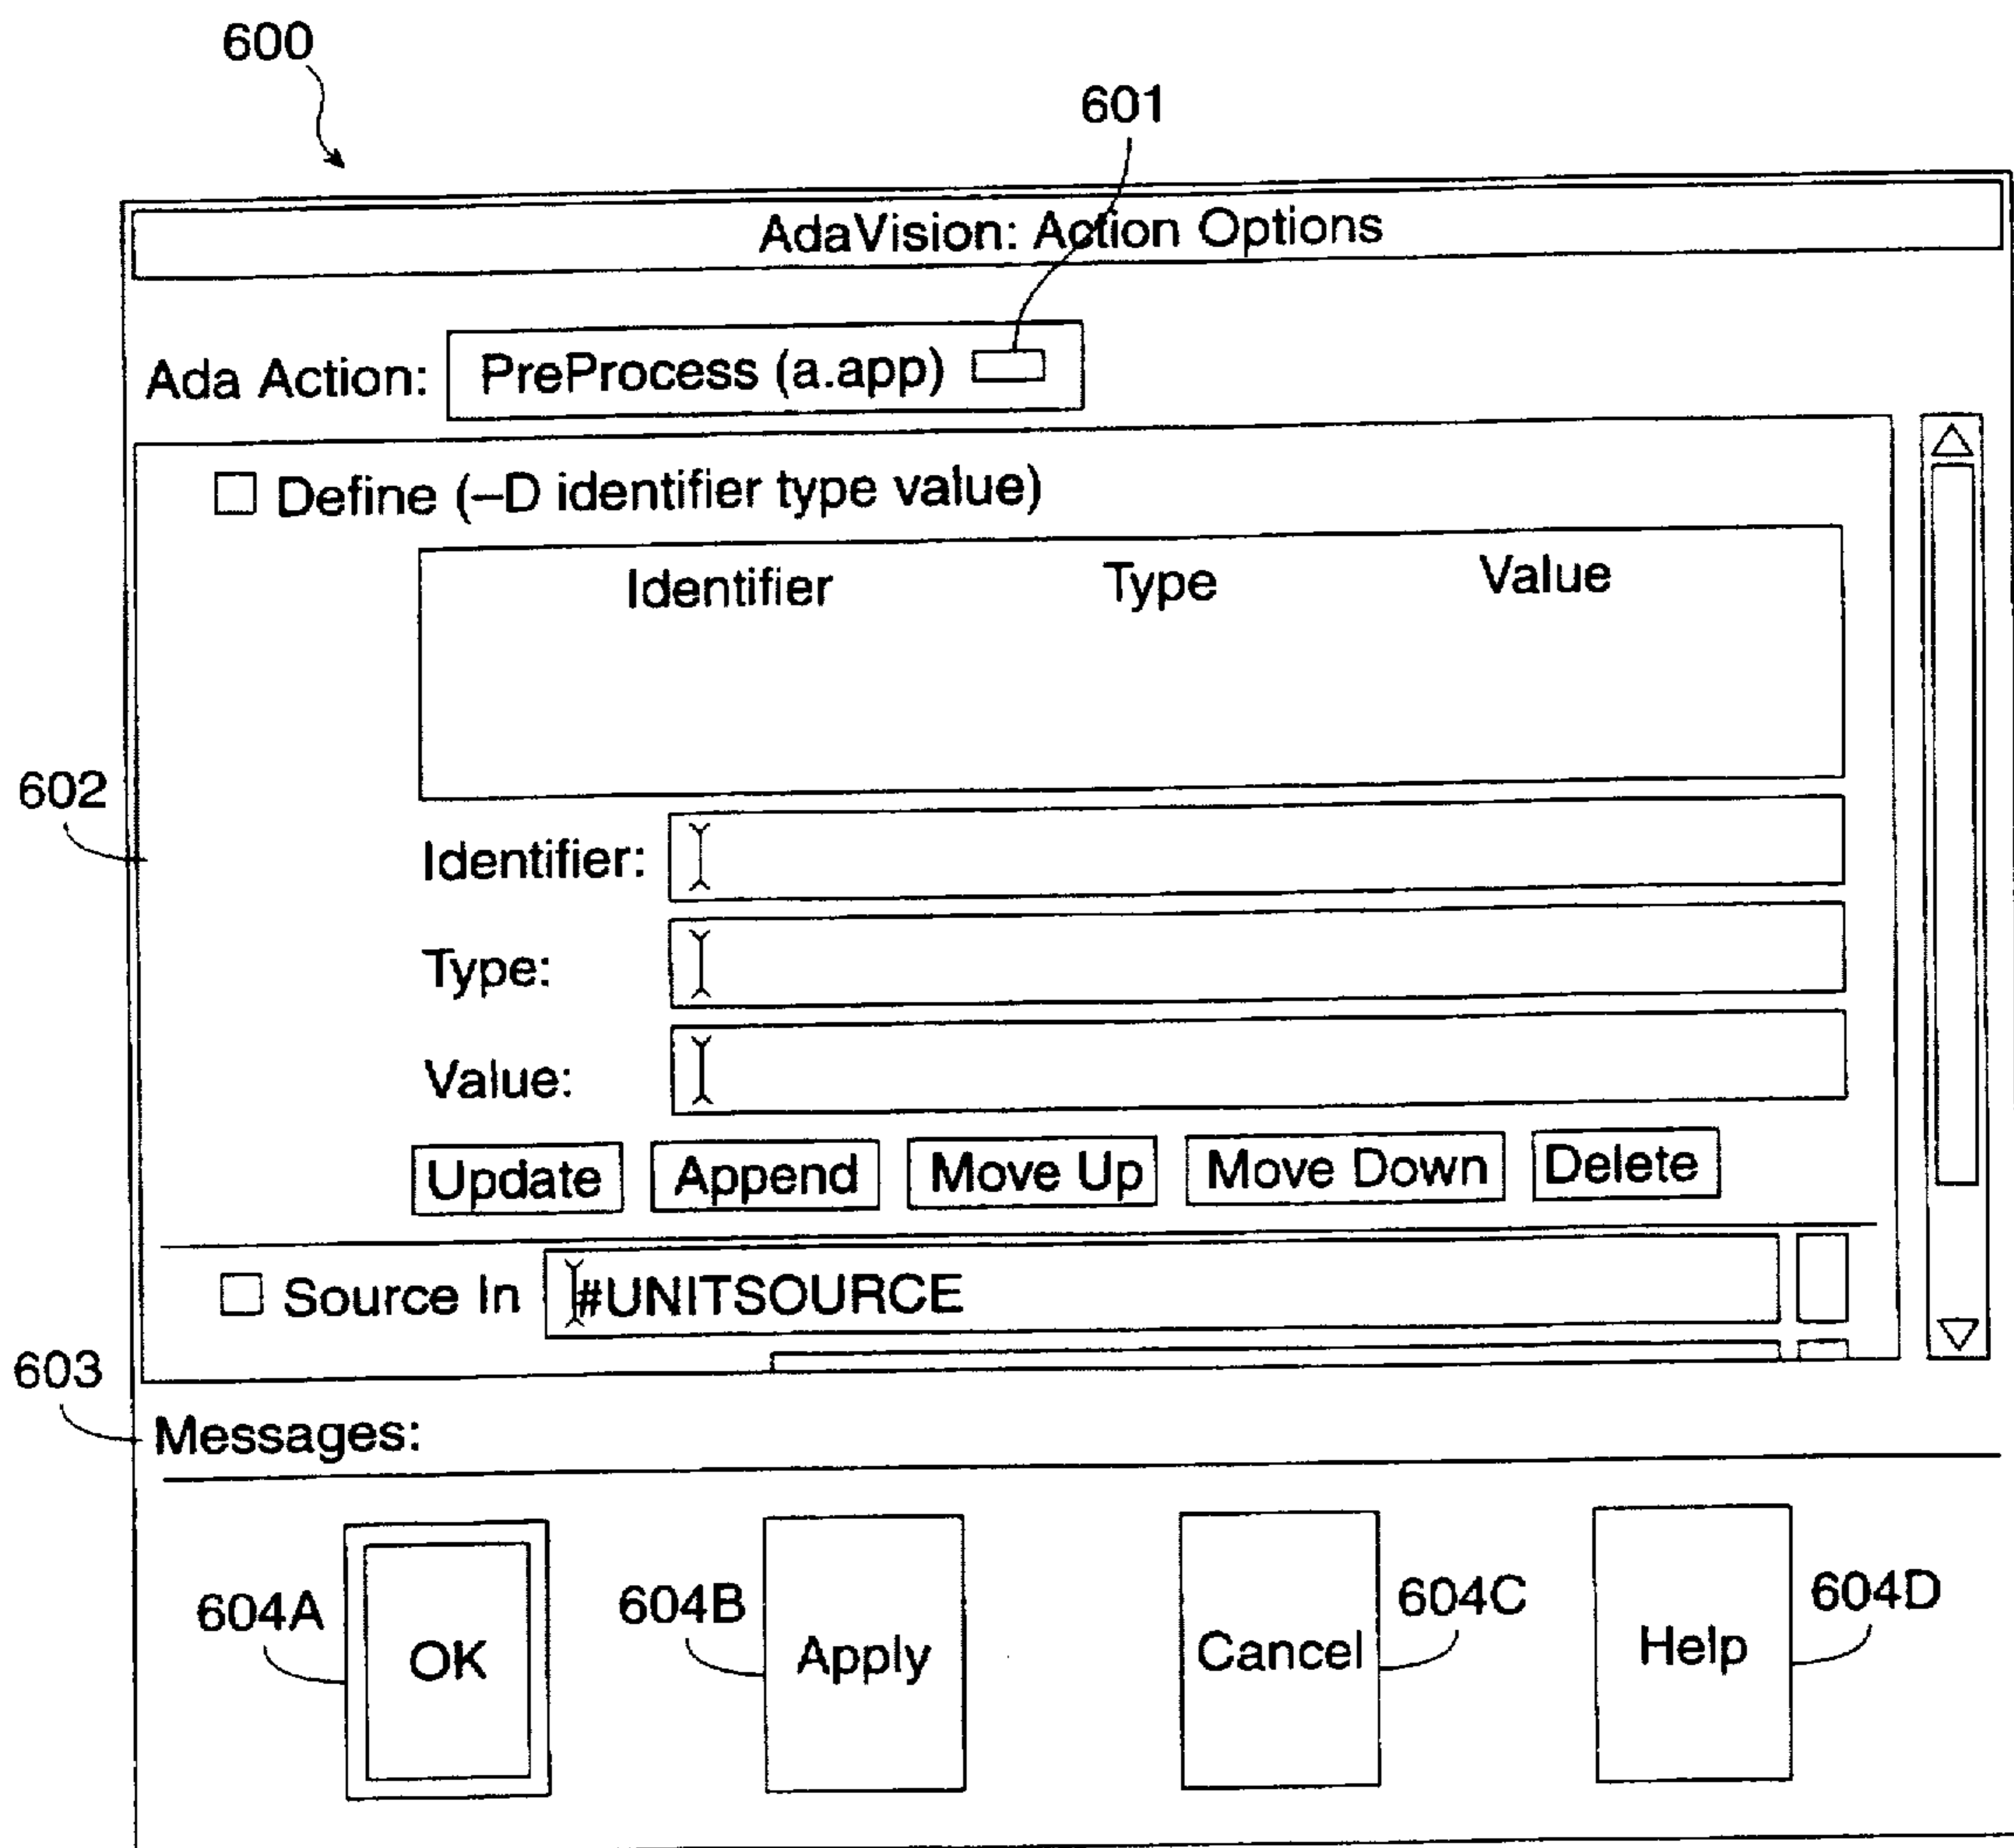 600
601
AdaVision: Action Options
Ada Action: PreProcess (a.app)
Define (–D identifier type value)
Identifier Type Value
602
Identifier:
Type:
Value:
Update Append Move Up Move Down Delete
Source In #UNITSOURCE
603
Messages:
604A OK 604B Apply Cancel 604C Help 604D